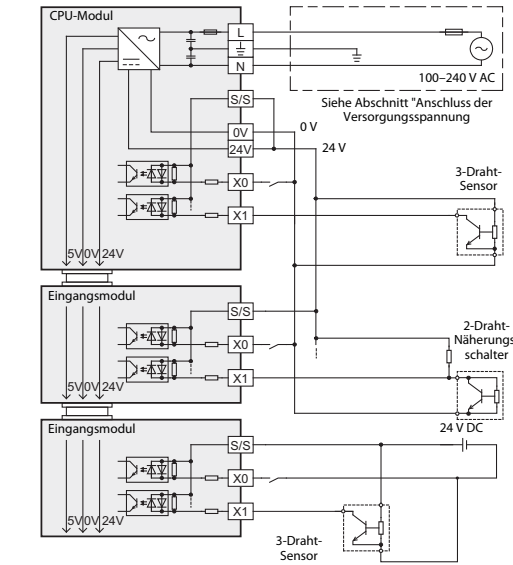 CPU-Modul
L
N
100–240 V AC
Siehe Abschnitt "Anschluss der
Versorgungsspannung
S/S
0V
0 V
24V
24 V
X0
X1
3-Draht-
Sensor
5V 0V 24V
Eingangsmodul
S/S
X0
X1
2-Draht-
Näherungs
schalter
5V 0V 24V
24 V DC
Eingangsmodul
S/S
X0
X1
5V 0V 24V
3-Draht-
Sensor